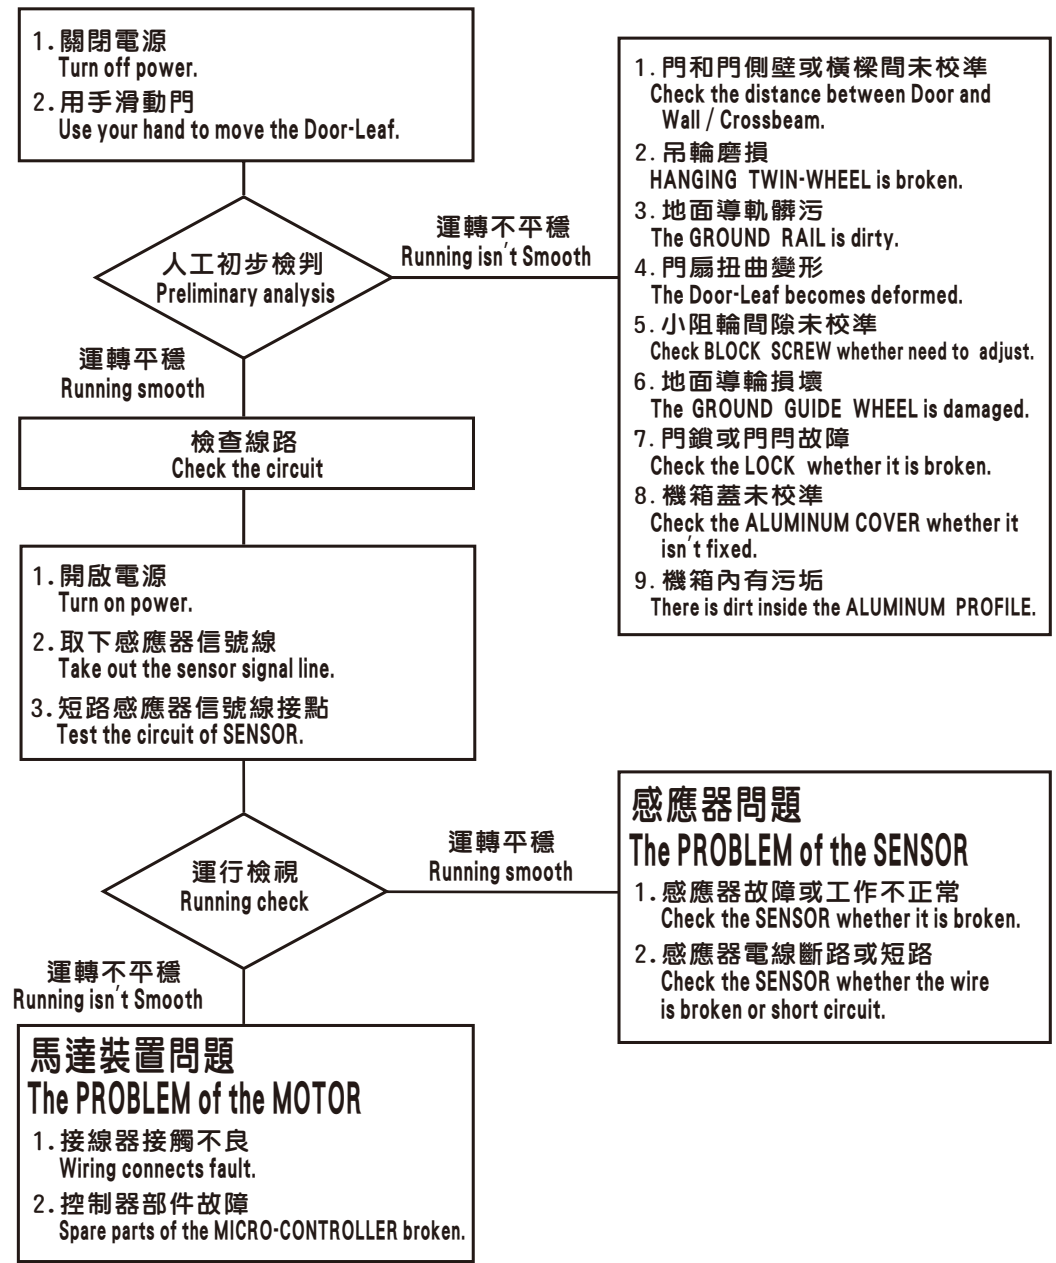 1.關閉電源
Turn off power.
2.用手滑動門
Use your hand to move the Door-Leaf.
人工初步檢判
Preliminary analysis
運轉不平穩
Running isn't Smooth
1.門和門側壁或橫樑間未校準
Check the distance between Door and
Wall / Crossbeam.
2.吊輪磨損
HANGING TWIN-WHEEL is broken.
3.地面導軌髒污
The GROUND RAIL is dirty.
4.門扇扭曲變形
The Door-Leaf becomes deformed.
5.小阻輪間隙未校準
Check BLOCK SCREW whether need to adjust.
6.地面導輪損壞
The GROUND GUIDE WHEEL is damaged.
7.門鎖或門閂故障
Check the LOCK whether it is broken.
8.機箱蓋未校準
Check the ALUMINUM COVER whether it
isn't fixed.
9.機箱內有污垢
There is dirt inside the ALUMINUM PROFILE.
運轉平穩
Running smooth
檢查線路
Check the circuit
1.開啟電源
Turn on power.
2.取下感應器信號線
Take out the sensor signal line.
3.短路感應器信號線接點
Test the circuit of SENSOR.
運行檢視
Running check
運轉平穩
Running smooth
感應器問題
The PROBLEM of the SENSOR
1.感應器故障或工作不正常
Check the SENSOR whether it is broken.
2.感應器電線斷路或短路
Check the SENSOR whether the wire
is broken or short circuit.
運轉不平穩
Running isn't Smooth
馬達裝置問題
The PROBLEM of the MOTOR
1.接線器接觸不良
Wiring connects fault.
2.控制器部件故障
Spare parts of the MICRO-CONTROLLER broken.